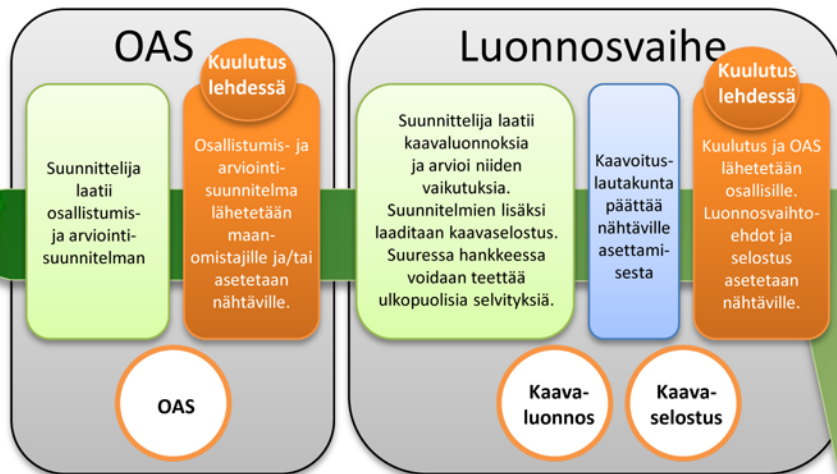 OAS
Suunnittelija
laatii
osallistumis-
ja arviointi-
suunnitelman
Kuulutus
lehdessä
Osallistumis- ja
arviointi-
suunnitelma
lähetetään
maan-
omistajille ja/tai
asetetaan
nähtäville.
OAS
Luonnosvaihe
Suunnittelija laatii
kaavaluonnoksia
ja arvioi niiden
vaikutuksia.
Suunnitelmien lisäksi
laaditaan kaavaselostus.
Suuressa hankkeessa
voidaan teettää
ulkopuolisia selvityksiä.
Kaavoitus-
lautakunta
päättää
nähtäville
asettami-
sesta
Kuulutus
lehdessä
Kuulutus ja OAS
lähetetään
osallisille.
Luonnosvaihto-
ehdot ja
selostus
asetetaan
nähtäville.
Kaava-
luonnos
Kaava-
selostus